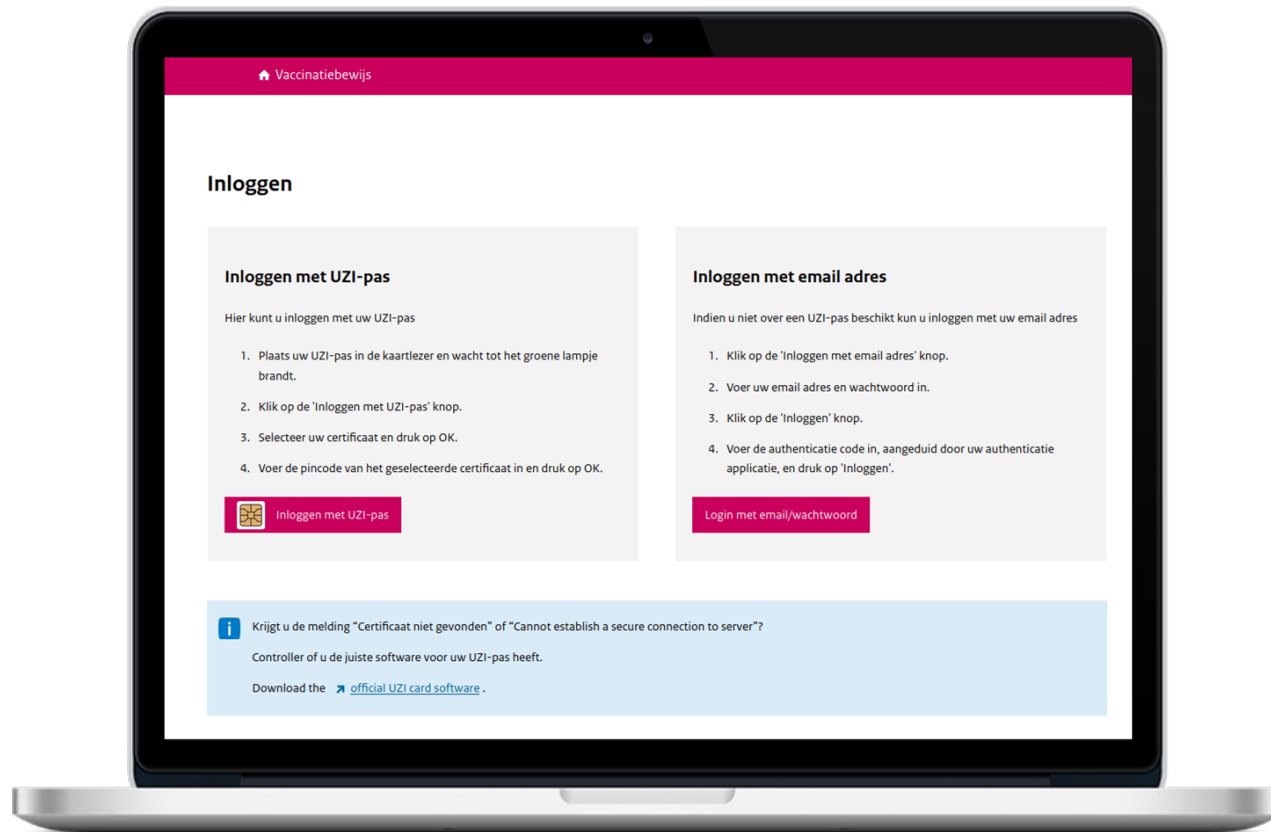 Vaccinatiebewijs
Inloggen
Inloggen met UZI-pas
Hier kunt u inloggen met uw UZI-pas
1. Plaats uw UZI-pas in de kaartlezer en wacht tot het groene lampje
brandt.
2. Klik op de 'Inloggen met UZI-pas' knop.
3. Selecteer uw certificaat en druk op OK.
4. Voer de pincode van het geselecteerde certificaat in en druk op OK.
Inloggen met UZI-pas
Inloggen met email adres
Indien u niet over een UZI-pas beschikt kun u inloggen met uw email adres
1. Klik op de 'Inloggen met email adres' knop.
2. Voer uw email adres en wachtwoord in.
3. Klik op de 'Inloggen' knop.
4. Voer de authenticatie code in, aangeduid door uw authenticatie
applicatie, en druk op 'Inloggen'.
Login met email/wachtwoord
Krijgt u de melding “Certificaat niet gevonden” of “Cannot establish a secure connection to server”?
Controller of u de juiste software voor uw UZI-pas heeft.
Download the official UZI card software .